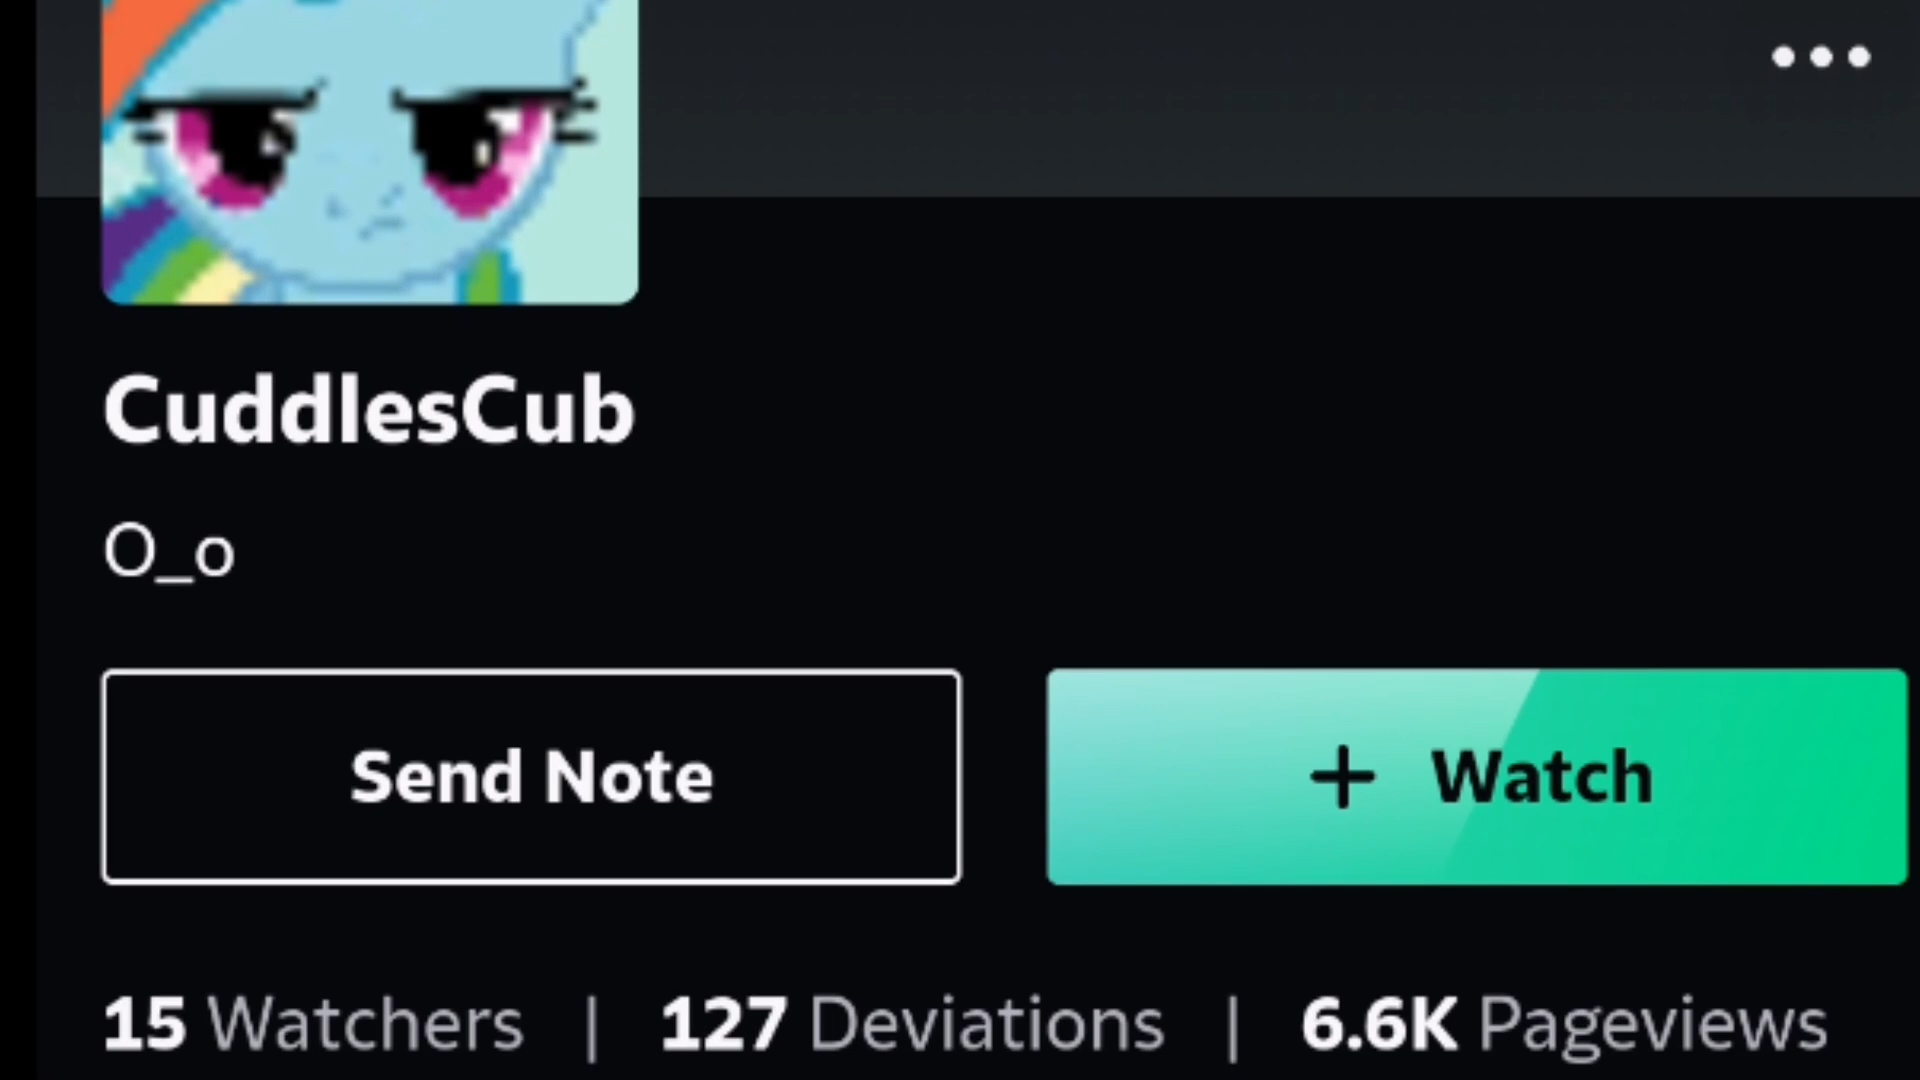 CuddlesCub
O_o
Send Note
+ Watch
15 Watchers | 127 Deviations | 6.6K Pageviews